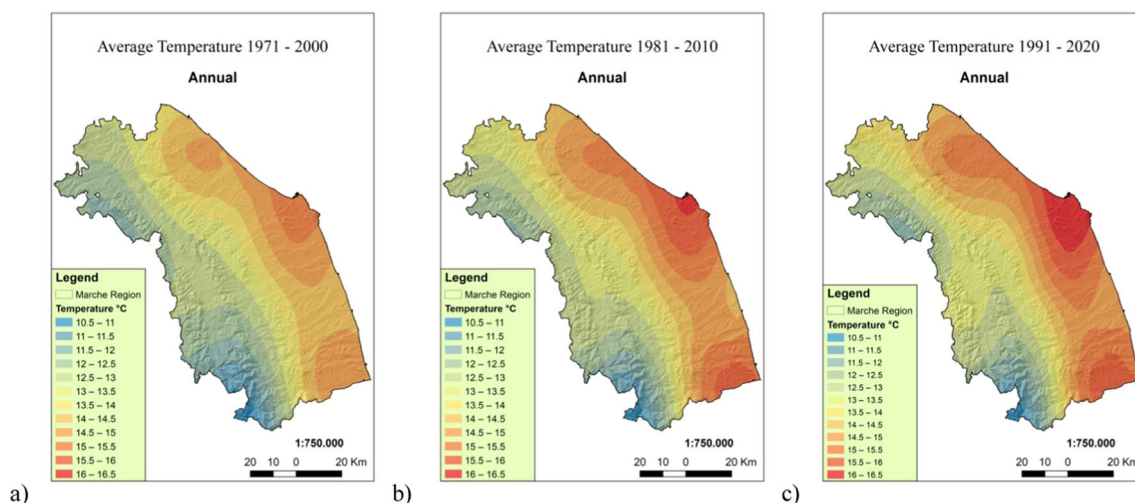 Average Temperature 1971 - 2000
Annual
Legend
Marche Region
Temperature °C
10.5 – 11
11 – 11.5
11.5 – 12
12 – 12.5
12.5 – 13
13 – 13.5
13.5 – 14
14 – 14.5
14.5 – 15
15 – 15.5
15.5 – 16
16 – 16.5
1:750.000
20 10 0 20 Km
a)
Average Temperature 1981 - 2010
Annual
Legend
Marche Region
Temperature °C
10.5 – 11
11 – 11.5
11.5 – 12
12 – 12.5
12.5 – 13
13 – 13.5
13.5 – 14
14 – 14.5
14.5 – 15
15 – 15.5
15.5 – 16
16 – 16.5
1:750.000
20 10 0 20 Km
b)
Average Temperature 1991 - 2020
Annual
Legend
Marche Region
Temperature °C
10.5 – 11
11 – 11.5
11.5 – 12
12 – 12.5
12.5 – 13
13 – 13.5
13.5 – 14
14 – 14.5
14.5 – 15
15 – 15.5
15.5 – 16
16 – 16.5
1:750.000
20 10 0 20 Km
c)